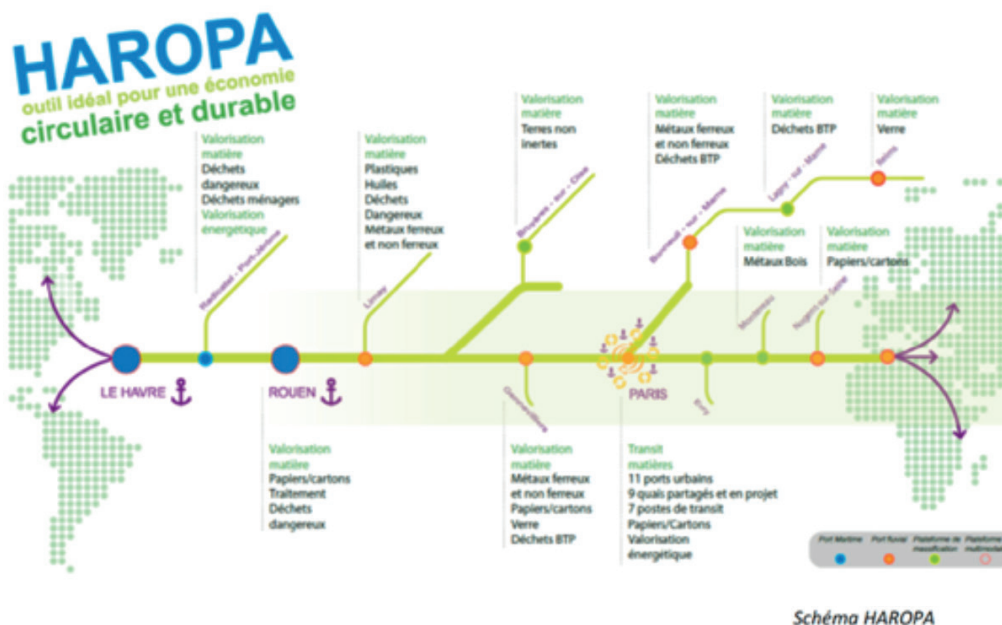 HAROPA
outil idéal pour une économie
circulaire et durable
Valorisation
matière
Déchets
dangereux
Déchets ménagers
Valorisation
énergétique
Valorisation
matière
Plastiques
Huiles
Déchets
Dangereux
Métaux ferreux
et non ferreux
Valorisation
matière
Terres non
inertes
Valorisation
matière
Métaux ferreux
et non ferreux
Déchets BTP
Valorisation
matière
Déchets BTP
Valorisation
matière
Verre
Valorisation
matière
Métaux Bois
Valorisation
matière
Papiers/cartons
Radicatel - Port-Jérôme
Limay
Bruyères - sur - Oise
Bonneuil - sur - Marne
Lagny - sur - Marne
Reims
Montereau
Nogent-sur-Seine
LE HAVRE
ROUEN
Gennevilliers
PARIS
Evry
Valorisation
matière
Papiers/cartons
Traitement
Déchets
dangereux
Valorisation
matière
Métaux ferreux
et non ferreux
Papiers/cartons
Verre
Déchets BTP
Transit
matières
11 ports urbains
9 quais partagés et en projet
7 postes de transit
Papiers/Cartons
Valorisation
énergétique
Port Maritime
Port fluvial
Plateforme de
massification
Schéma HAROPA